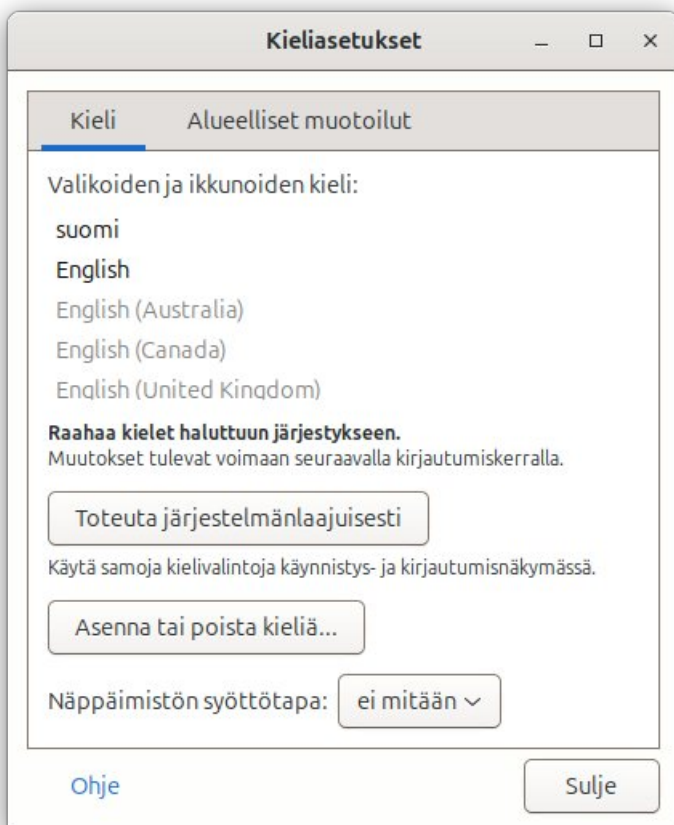 Kieliasetukset
Kieli
Alueelliset muotoilut
Valikoiden ja ikkunoiden kieli:
suomi
English
English (Australia)
English (Canada)
English (United Kingdom)
Raahaa kielet haluttuun järjestykseen.
Muutokset tulevat voimaan seuraavalla kirjautumiskerralla.
Toteuta järjestelmänlaajuisesti
Käytä samoja kielivalintoja käynnistys- ja kirjautumisnäkymässä.
Asenna tai poista kieliä...
Näppäimistön syöttötapa: ei mitään
Ohje
Sulje